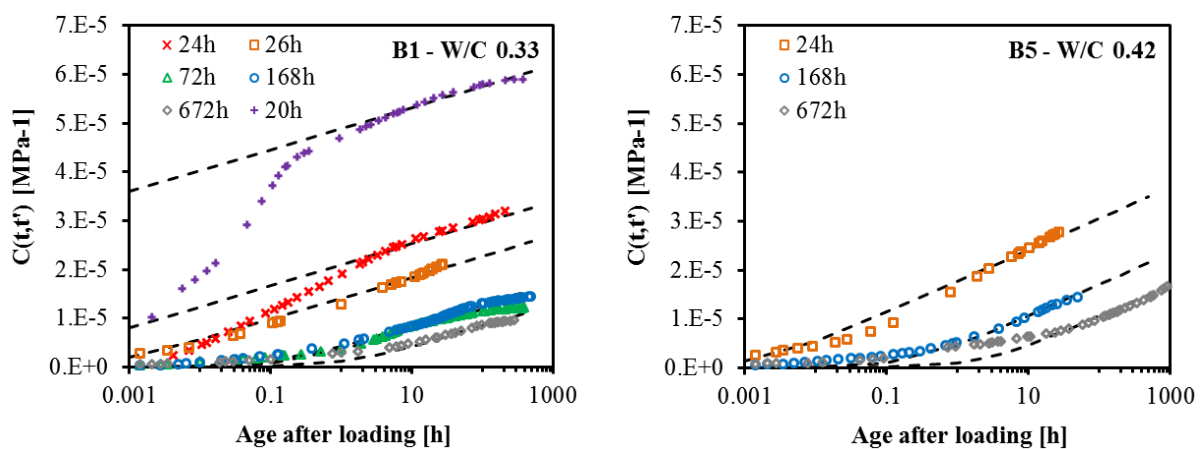 7.E-5
6.E-5
5.E-5
4.E-5
3.E-5
2.E-5
1.E-5
0.E+0
C(t,t') [MPa-1]
24h 26h
72h 168h
672h 20h
B1 - W/C 0.33
0.001 0.1 10 1000
Age after loading [h]
7.E-5
6.E-5
5.E-5
4.E-5
3.E-5
2.E-5
1.E-5
0.E+0
C(t,t') [MPa-1]
24h
168h
672h
B5 - W/C 0.42
0.001 0.1 10 1000
Age after loading [h]